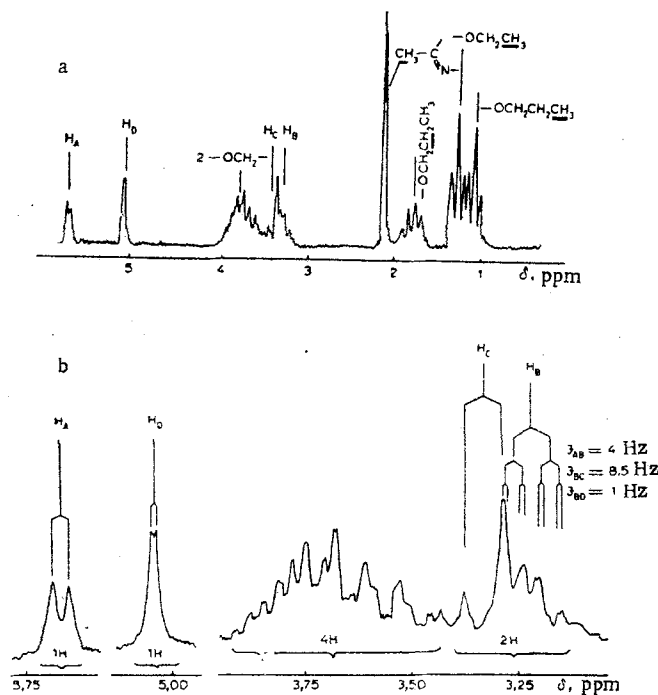 a
H_A
H_D
2 -OCH₂-
H_C H_B
CH₃-C
N-
-OCH₂CH₃
-OCH₂CH₂CH₃
-OCH₂CH₂CH₃
5 4 3 2 1
δ, ppm
b
H_A
H_D
H_C
H_B
J_AB = 4 Hz
J_BC = 8.5 Hz
J_BD = 1 Hz
1H
1H
4H
2H
5,75 5,00 3,75 3,50 3,25 δ, ppm